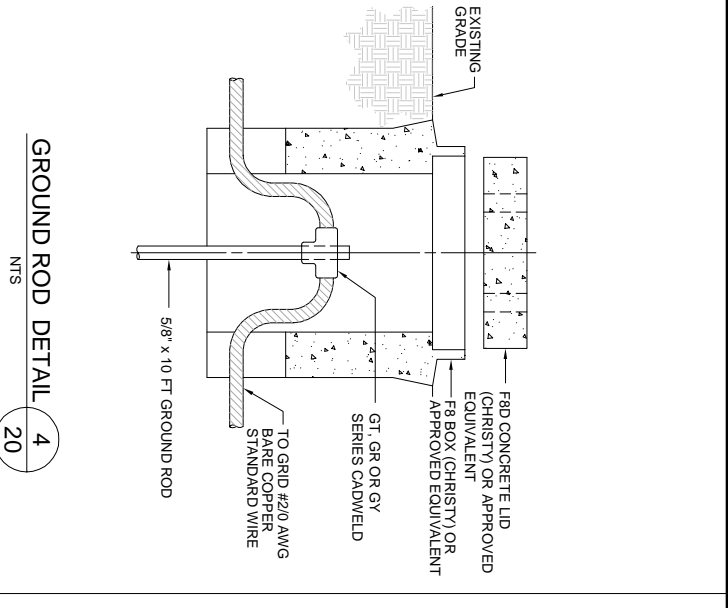 EXISTING
GRADE
F8D CONCRETE LID
(CHRISTY) OR APPROVED
EQUIVALENT
F8 BOX (CHRISTY) OR
APPROVED EQUIVALENT
GT, GR OR GY
SERIES CADWELD
TO GRID #2/0 AWG
BARE COPPER
STANDARD WIRE
5/8" x 10 FT GROUND ROD
GROUND ROD DETAIL
NTS
4
20